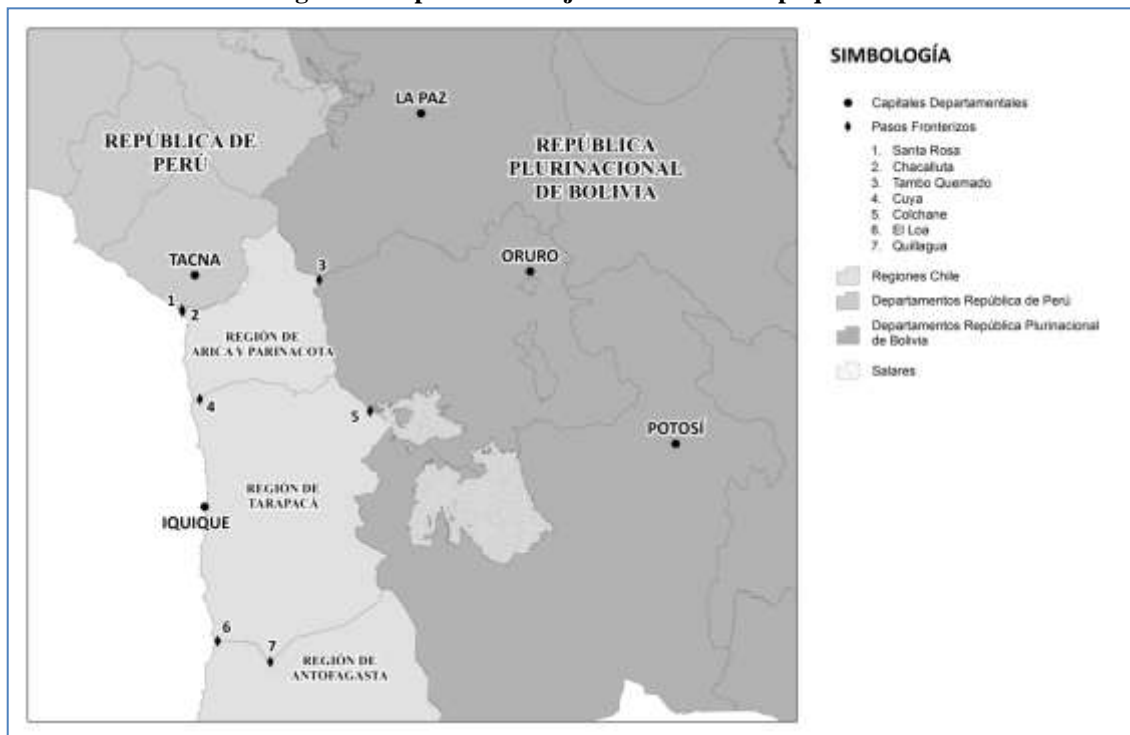 LA PAZ
REPÚBLICA DE
PERÚ
REPÚBLICA
PLURINACIONAL
DE BOLIVIA
TACNA
3
ORURO
1
2
REGIÓN DE
ARICA Y PARINACOTA
4
5
POTOSÍ
REGIÓN DE
TARAPACÁ
IQUIQUE
6
7
REGIÓN DE
ANTOFAGASTA
SIMBOLOGÍA
Capitales Departamentales
Pasos Fronterizos
1. Santa Rosa
2. Chacalluta
3. Tambo Quemado
4. Cuya
5. Colchane
6. El Loa
7. Quillagua
Regiones Chile
Departamentos República de Perú
Departamentos República Plurinacional
de Bolivia
Salares